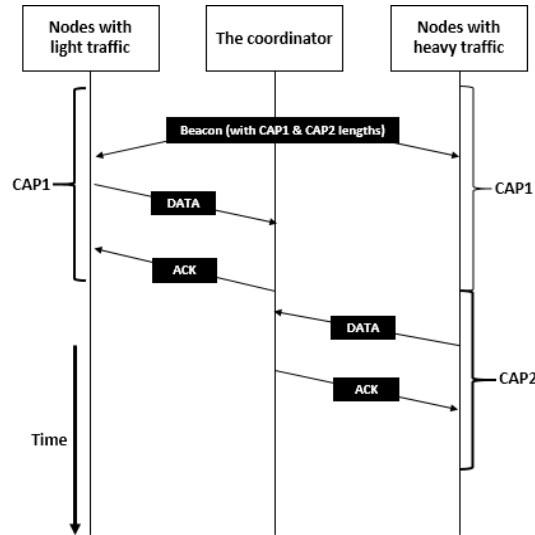 Nodes with
light traffic
The coordinator
Nodes with
heavy traffic
Beacon (with CAP1 & CAP2 lengths)
CAP1
CAP1
DATA
ACK
DATA
CAP2
ACK
Time